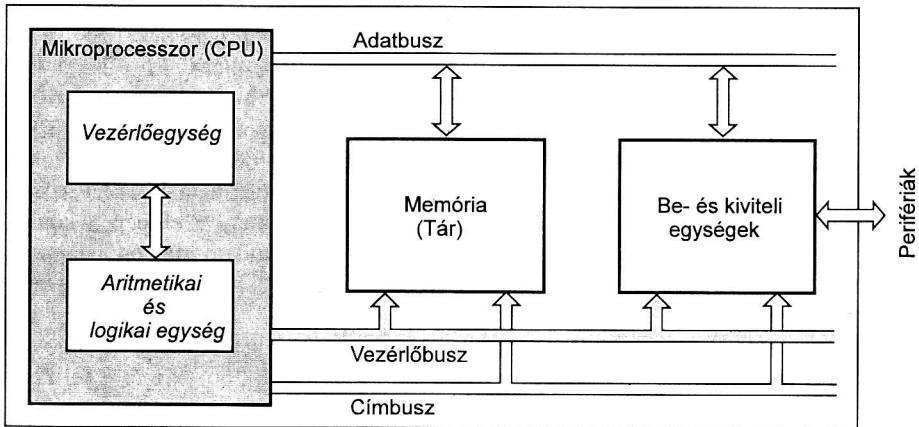 Mikroprocesszor (CPU)
Adatbusz
Vezérlőegység
Aritmetikai
és
logikai egység
Memória
(Tár)
Be- és kiviteli
egységek
Perifériák
Vezérlőbusz
Címbusz